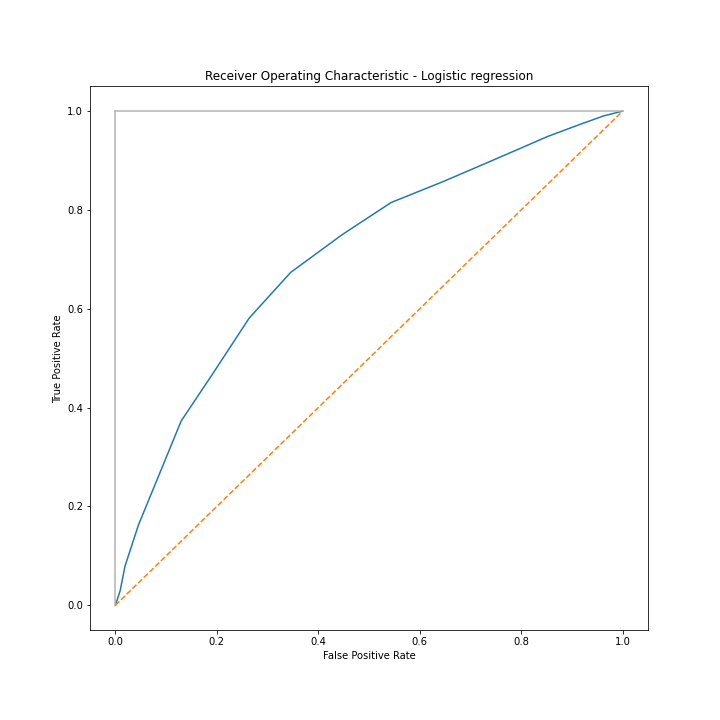 Receiver Operating Characteristic - Logistic regression
1.0
0.8
0.6
0.4
0.2
0.0
True Positive Rate
0.0 0.2 0.4 0.6 0.8 1.0
False Positive Rate